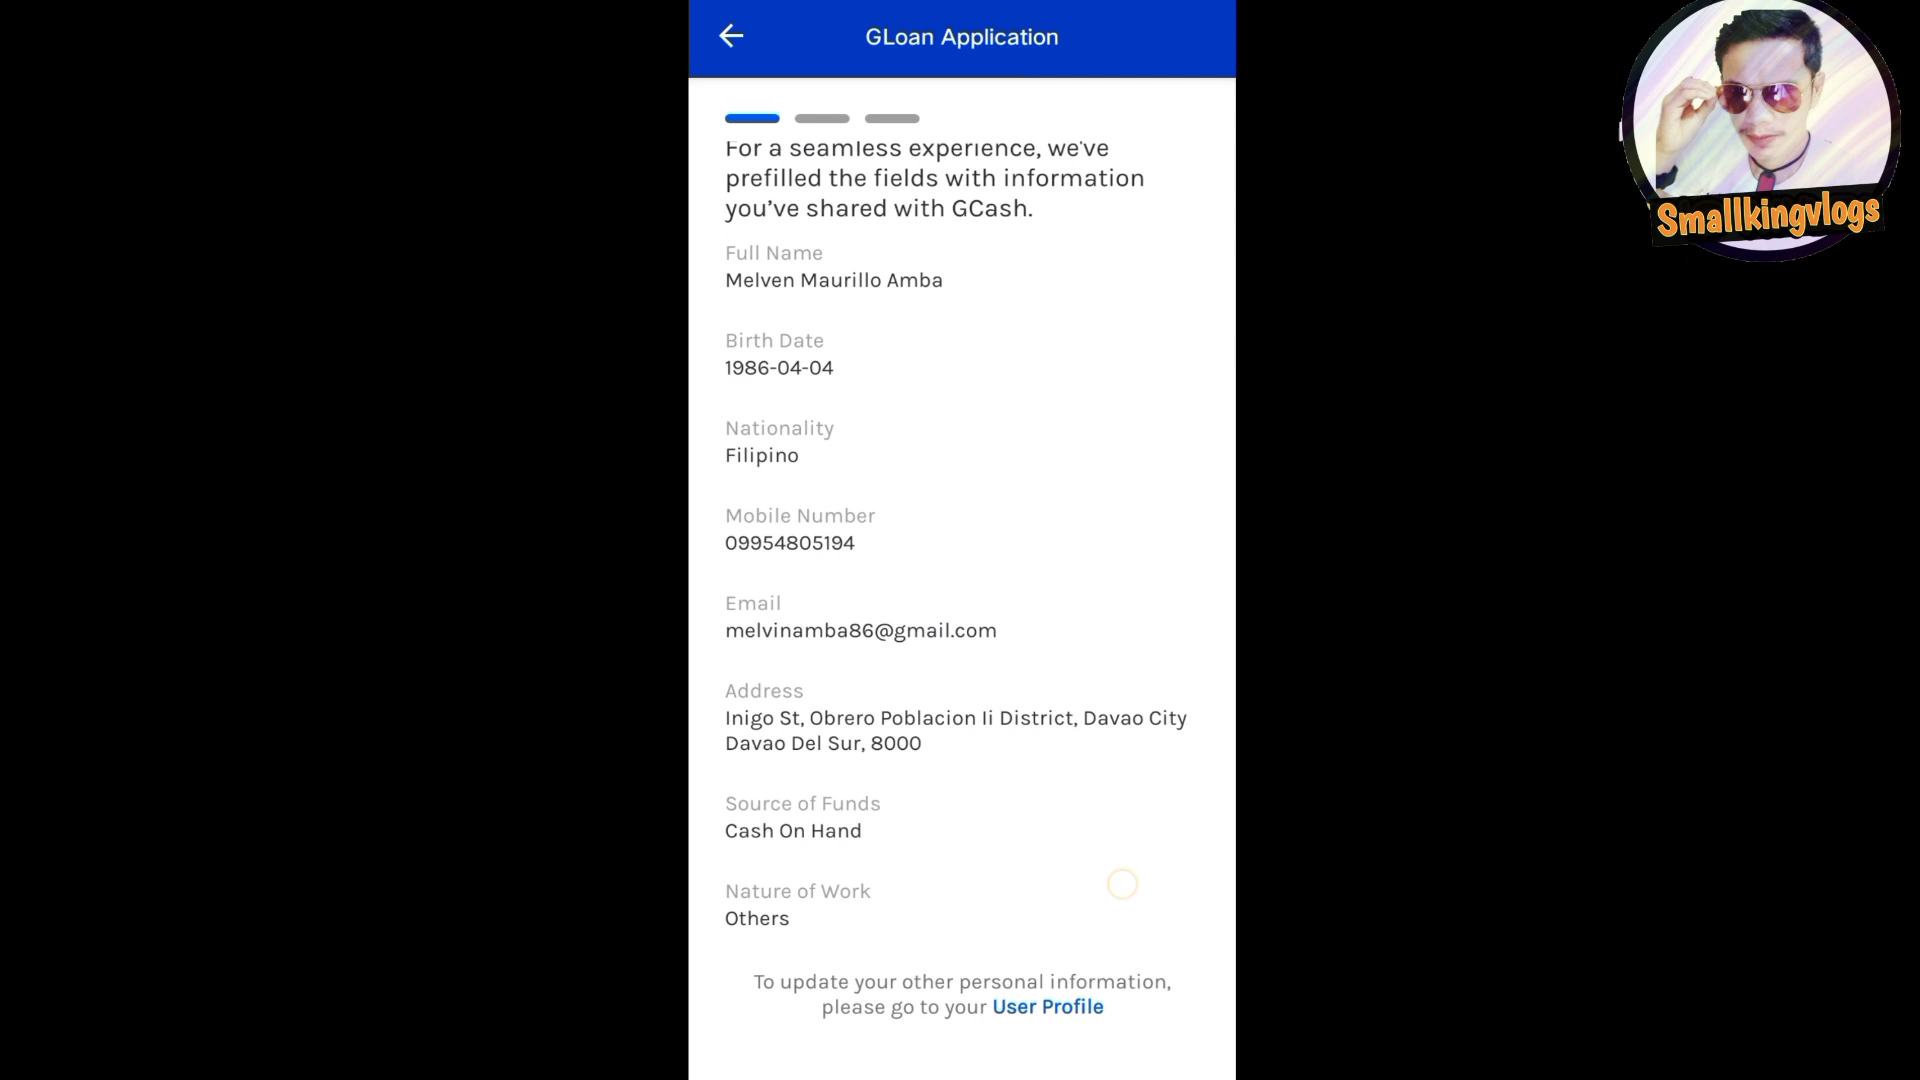 GLoan Application
For a seamless experience, we've
prefilled the fields with information
you’ve shared with GCash.
Full Name
Melven Maurillo Amba
Birth Date
1986-04-04
Nationality
Filipino
Mobile Number
09954805194
Email
melvinamba86@gmail.com
Address
Inigo St, Obrero Poblacion Ii District, Davao City
Davao Del Sur, 8000
Source of Funds
Cash On Hand
Nature of Work
Others
To update your other personal information,
please go to your User Profile
Smallkingvlogs